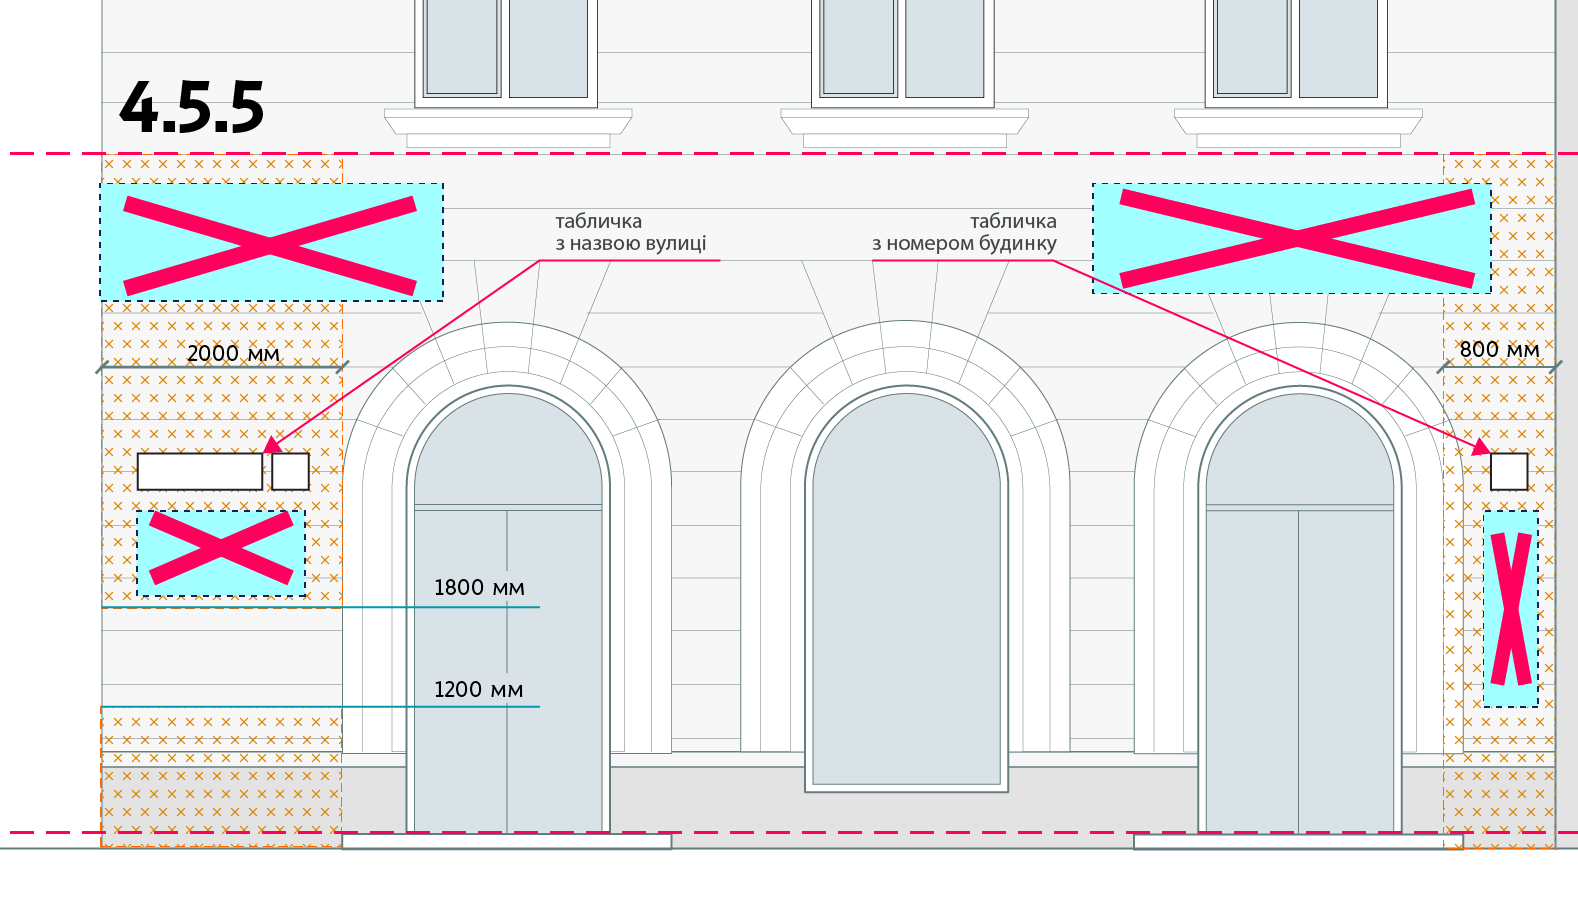 4.5.5
табличка
з назвою вулиці
табличка
з номером будинку
2000 мм
800 мм
1800 мм
1200 мм